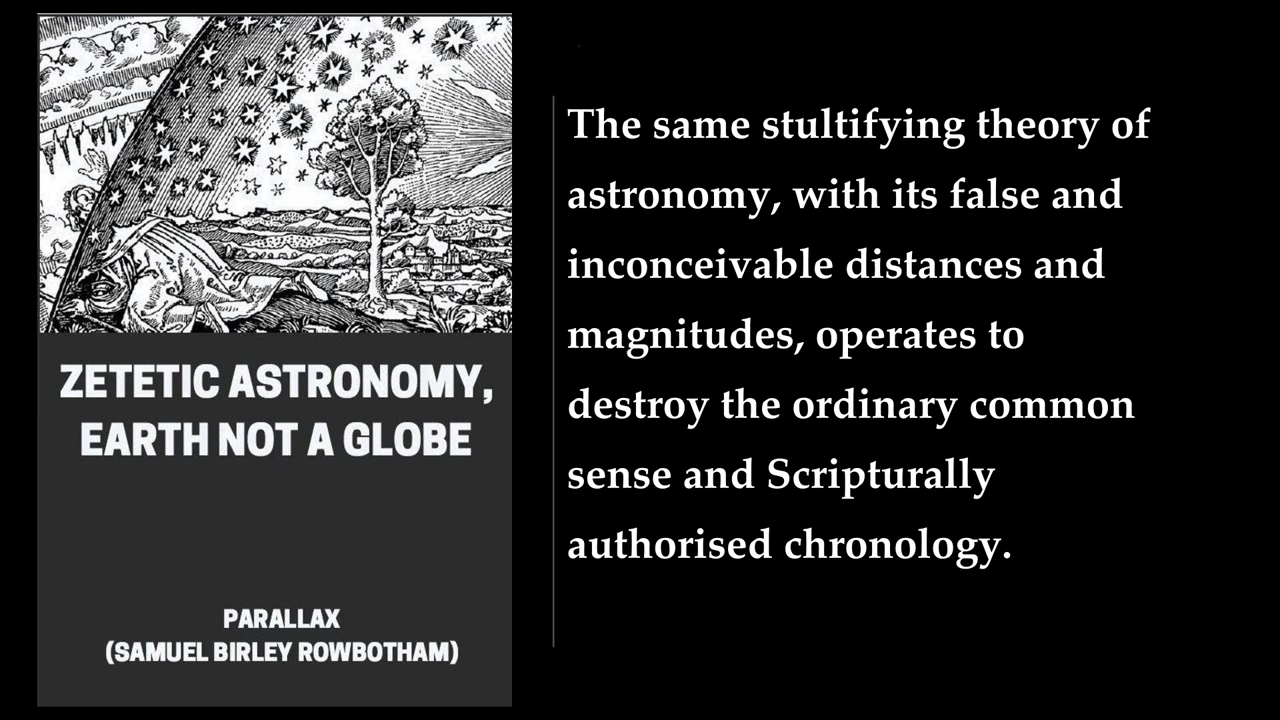 ZETETIC ASTRONOMY,
EARTH NOT A GLOBE
PARALLAX
(SAMUEL BIRLEY ROWBOTHAM)
The same stultifying theory of
astronomy, with its false and
inconceivable distances and
magnitudes, operates to
destroy the ordinary common
sense and Scripturally
authorised chronology.